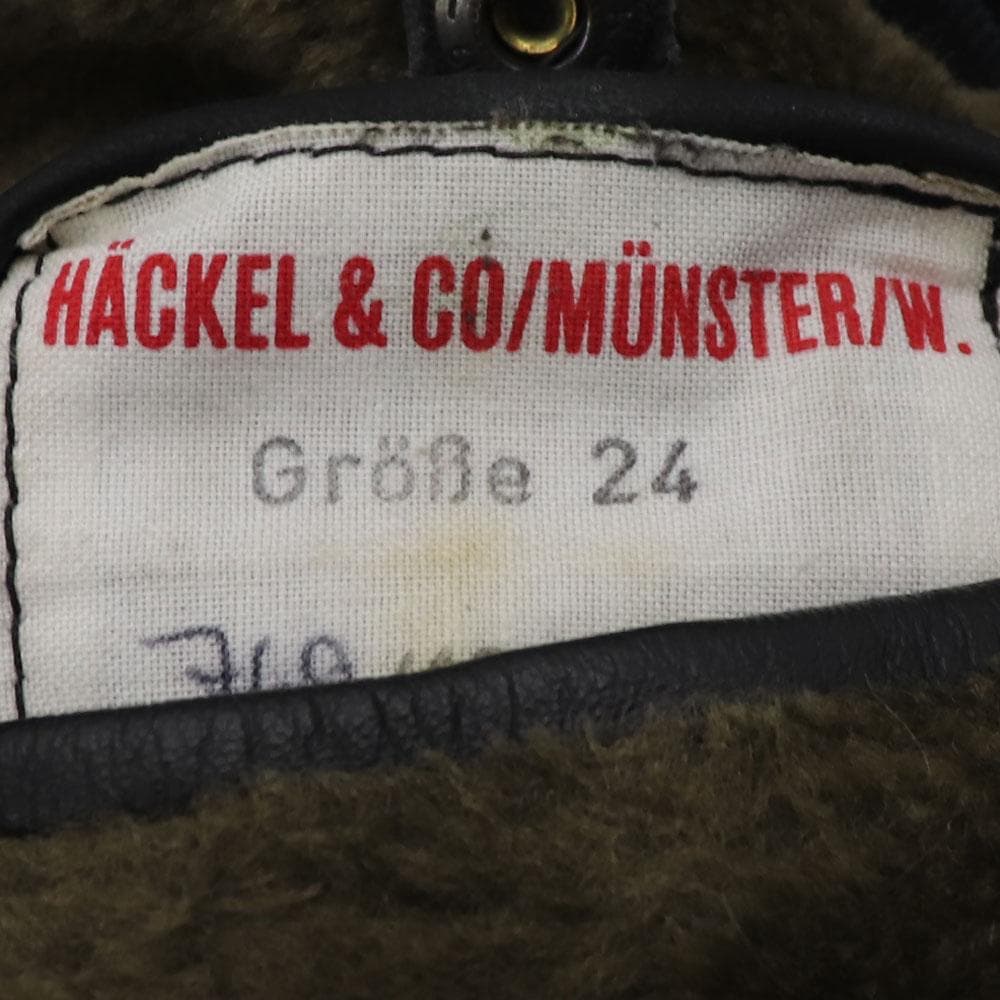 HÄCKEL & CO/MÜNSTER/W.
Größe 24